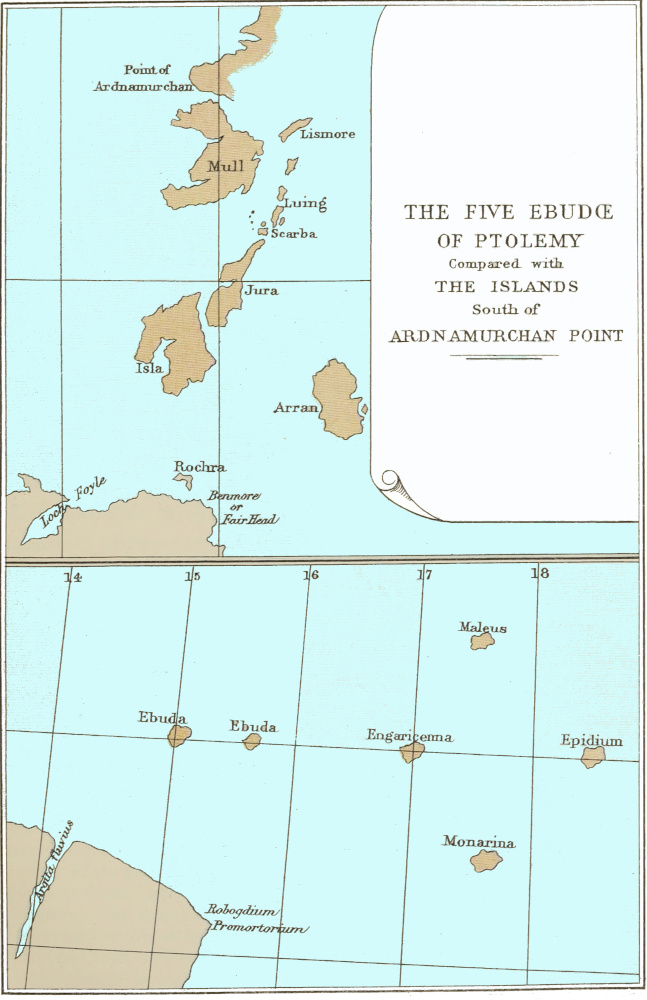 Point of
Ardnamurchan
Lismore
Mull
Luing
Scarba
Jura
Isla
Arran
Rochra
Loch Foyle
Benmore
or
Fair Head
THE FIVE EBUDŒ
OF PTOLEMY
Compared with
THE ISLANDS
South of
ARDNAMURCHAN POINT
14 15 16 17 18
Maleus
Ebuda
Ebuda
Engaricenna
Epidium
Monarina
Argita fluvius
Robogdium
Promortorium